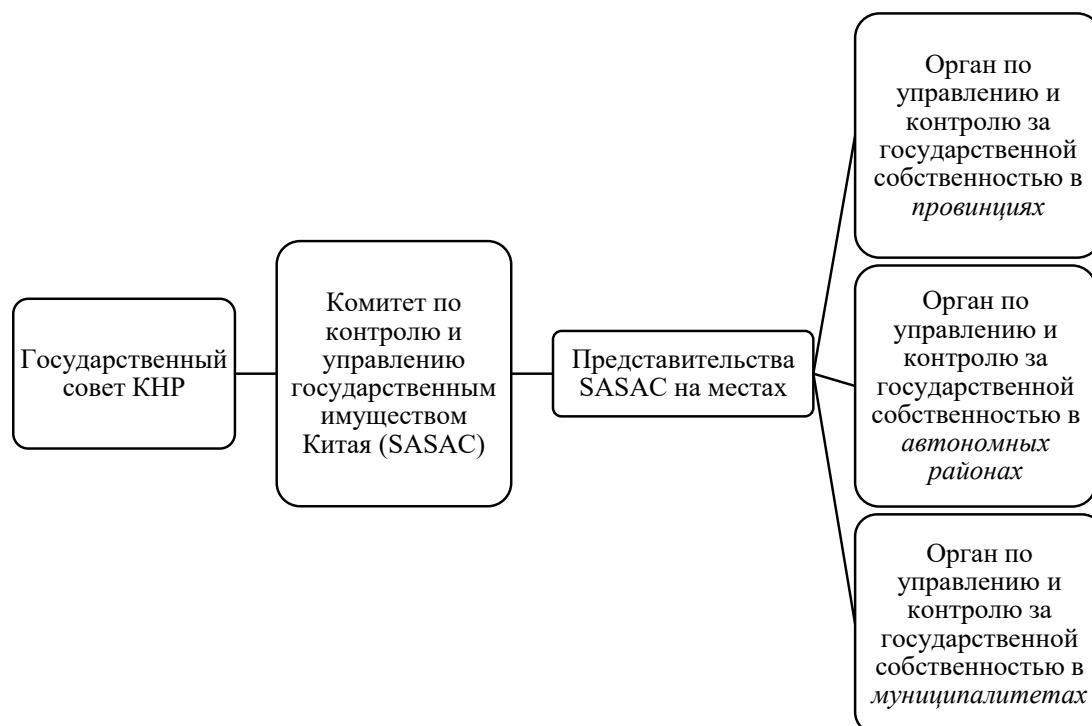 Государственный
совет КНР
Комитет по
контролю и
управлению
государственным
имуществом
Китая (SASAC)
Представительства
SASAC на местах
Орган по
управлению и
контролю за
государственной
собственностью в
провинциях
Орган по
управлению и
контролю за
государственной
собственностью в
автономных
районах
Орган по
управлению и
контролю за
государственной
собственностью в
муниципалитетах